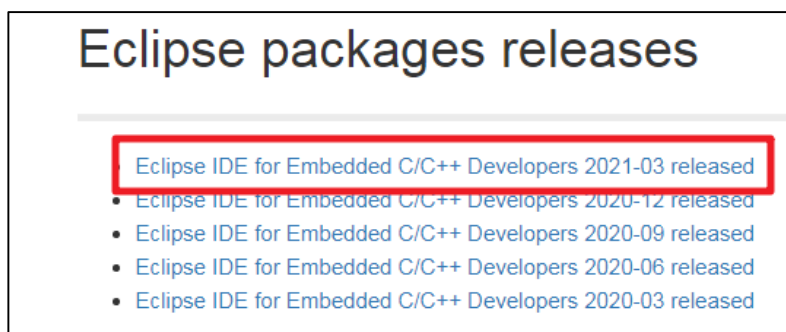 Eclipse packages releases
Eclipse IDE for Embedded C/C++ Developers 2021-03 released
Eclipse IDE for Embedded C/C++ Developers 2020-12 released
Eclipse IDE for Embedded C/C++ Developers 2020-09 released
Eclipse IDE for Embedded C/C++ Developers 2020-06 released
Eclipse IDE for Embedded C/C++ Developers 2020-03 released